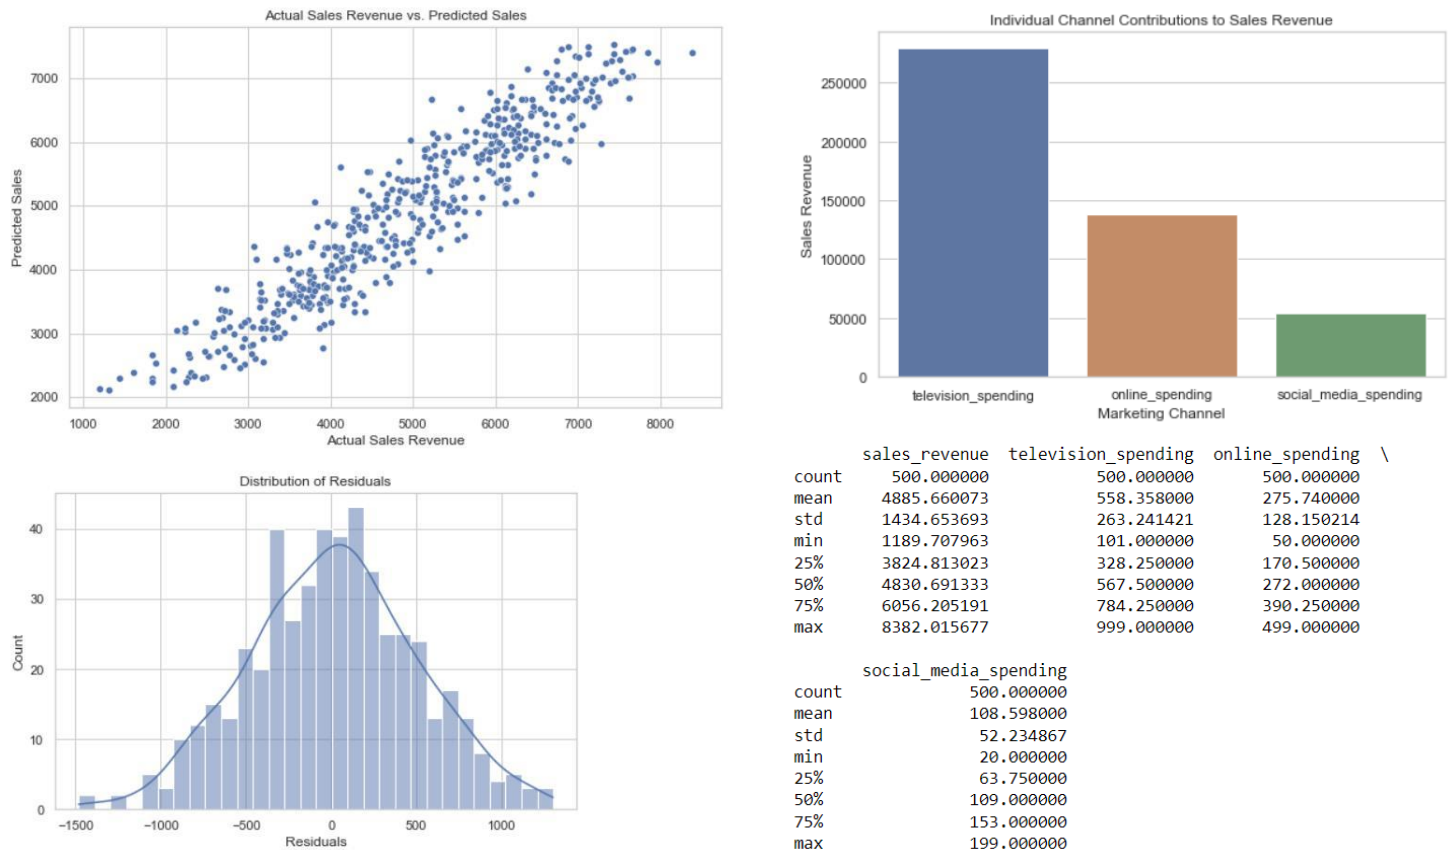 Actual Sales Revenue vs. Predicted Sales
Predicted Sales
7000
6000
5000
4000
3000
2000
1000 2000 3000 4000 5000 6000 7000 8000
Actual Sales Revenue
Individual Channel Contributions to Sales Revenue
Sales Revenue
250000
200000
150000
100000
50000
0
television_spending online_spending social_media_spending
Marketing Channel
Distribution of Residuals
Count
40
30
20
10
0
−1500 −1000 −500 0 500 1000
Residuals
sales_revenue television_spending online_spending \
count 500.000000 500.000000 500.000000
mean 4885.660073 558.358000 275.740000
std 1434.653693 263.241421 128.150214
min 1189.707963 101.000000 50.000000
25% 3824.813023 328.250000 170.500000
50% 4830.691333 567.500000 272.000000
75% 6056.205191 784.250000 390.250000
max 8382.015677 999.000000 499.000000
social_media_spending
count 500.000000
mean 108.598000
std 52.234867
min 20.000000
25% 63.750000
50% 109.000000
75% 153.000000
max 199.000000